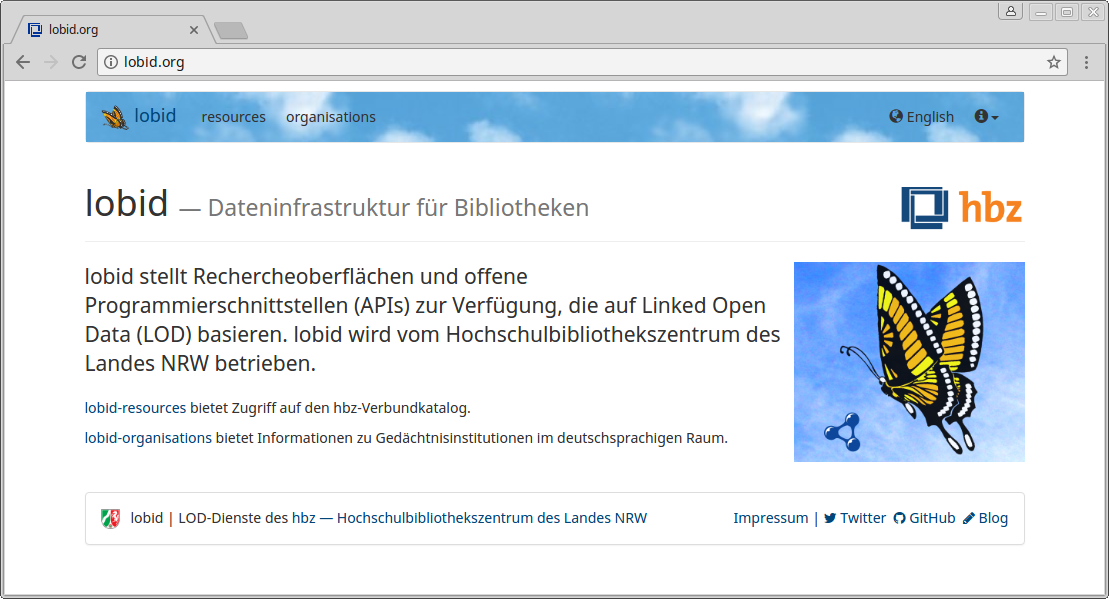 lobid.org
lobid.org
lobid resources organisations English
lobid — Dateninfrastruktur für Bibliotheken
hbz
lobid stellt Rechercheoberflächen und offene
Programmierschnittstellen (APIs) zur Verfügung, die auf Linked Open
Data (LOD) basieren. lobid wird vom Hochschulbibliothekszentrum des
Landes NRW betrieben.
lobid-resources bietet Zugriff auf den hbz-Verbundkatalog.
lobid-organisations bietet Informationen zu Gedächtnisinstitutionen im deutschsprachigen Raum.
lobid | LOD-Dienste des hbz — Hochschulbibliothekszentrum des Landes NRW
Impressum | Twitter GitHub Blog